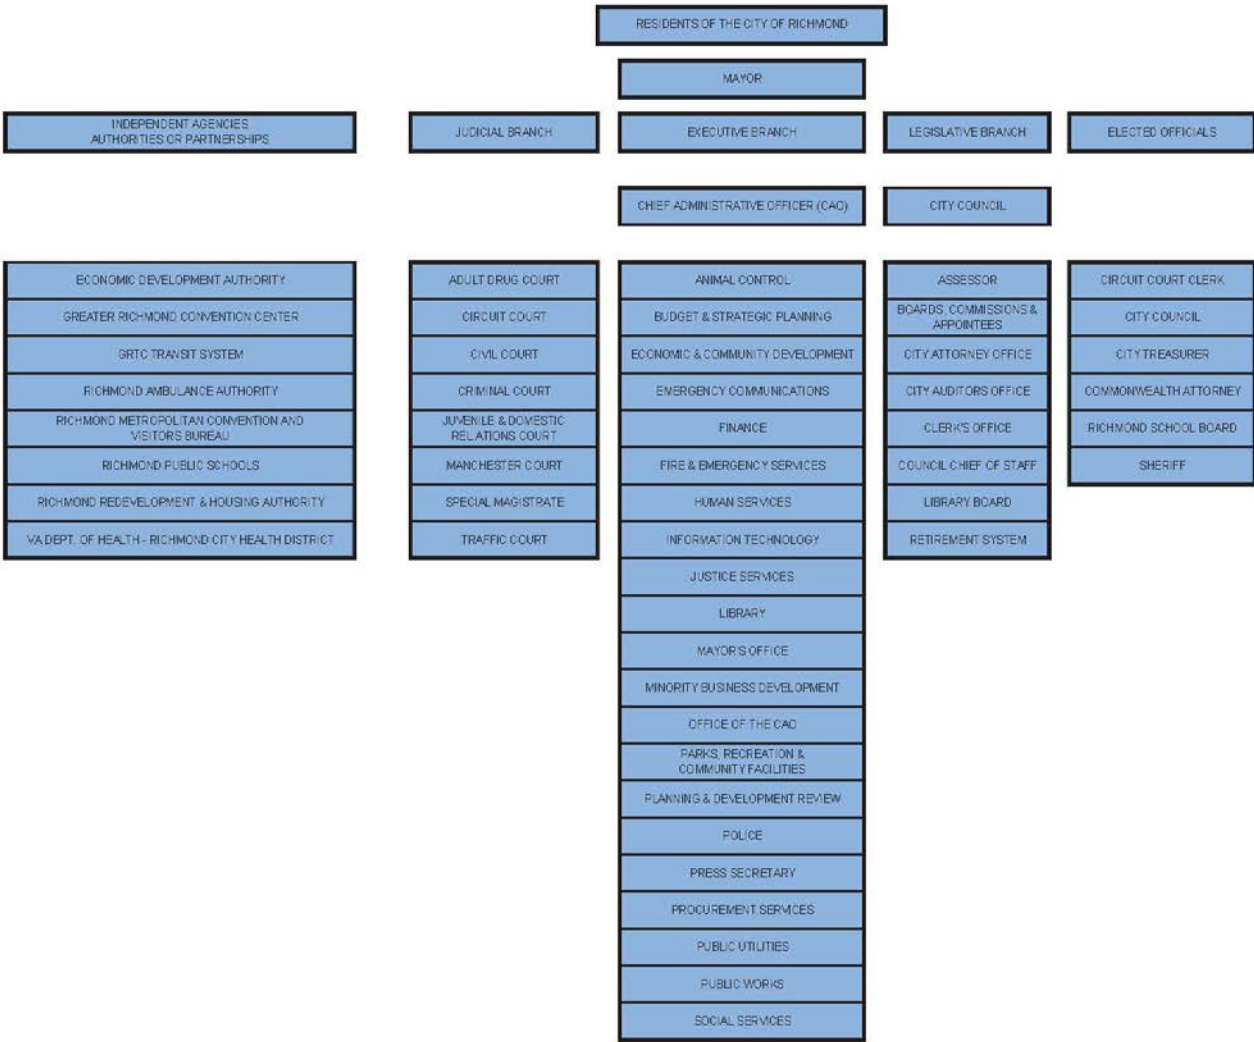 RESIDENTS OF THE CITY OF RICHMOND
MAYOR
INDEPENDENT AGENCIES
AUTHORITIES OR PARTNERSHIPS
JUDICIAL BRANCH
EXECUTIVE BRANCH
LEGISLATIVE BRANCH
ELECTED OFFICIALS
CHIEF ADMINISTRATIVE OFFICER (CAO)
CITY COUNCIL
ECONOMIC DEVELOPMENT AUTHORITY
GREATER RICHMOND CONVENTION CENTER
GRTC TRANSIT SYSTEM
RICHMOND AMBULANCE AUTHORITY
RICHMOND METROPOLITAN CONVENTION AND
VISITORS BUREAU
RICHMOND PUBLIC SCHOOLS
RICHMOND REDEVELOPMENT & HOUSING AUTHORITY
VA DEPT. OF HEALTH - RICHMOND CITY HEALTH DISTRICT
ADULT DRUG COURT
CIRCUIT COURT
CIVIL COURT
CRIMINAL COURT
JUVENILE & DOMESTIC
RELATIONS COURT
MANCHESTER COURT
SPECIAL MAGISTRATE
TRAFFIC COURT
ANIMAL CONTROL
BUDGET & STRATEGIC PLANNING
ECONOMIC & COMMUNITY DEVELOPMENT
EMERGENCY COMMUNICATIONS
FINANCE
FIRE & EMERGENCY SERVICES
HUMAN SERVICES
INFORMATION TECHNOLOGY
JUSTICE SERVICES
LIBRARY
MAYOR'S OFFICE
MINORITY BUSINESS DEVELOPMENT
OFFICE OF THE CAO
PARKS, RECREATION &
COMMUNITY FACILITIES
PLANNING & DEVELOPMENT REVIEW
POLICE
PRESS SECRETARY
PROCUREMENT SERVICES
PUBLIC UTILITIES
PUBLIC WORKS
SOCIAL SERVICES
ASSESSOR
BOARDS, COMMISSIONS &
APPOINTEES
CITY ATTORNEY OFFICE
CITY AUDITORS OFFICE
CLERK'S OFFICE
COUNCIL CHIEF OF STAFF
LIBRARY BOARD
RETIREMENT SYSTEM
CIRCUIT COURT CLERK
CITY COUNCIL
CITY TREASURER
COMMONWEALTH ATTORNEY
RICHMOND SCHOOL BOARD
SHERIFF